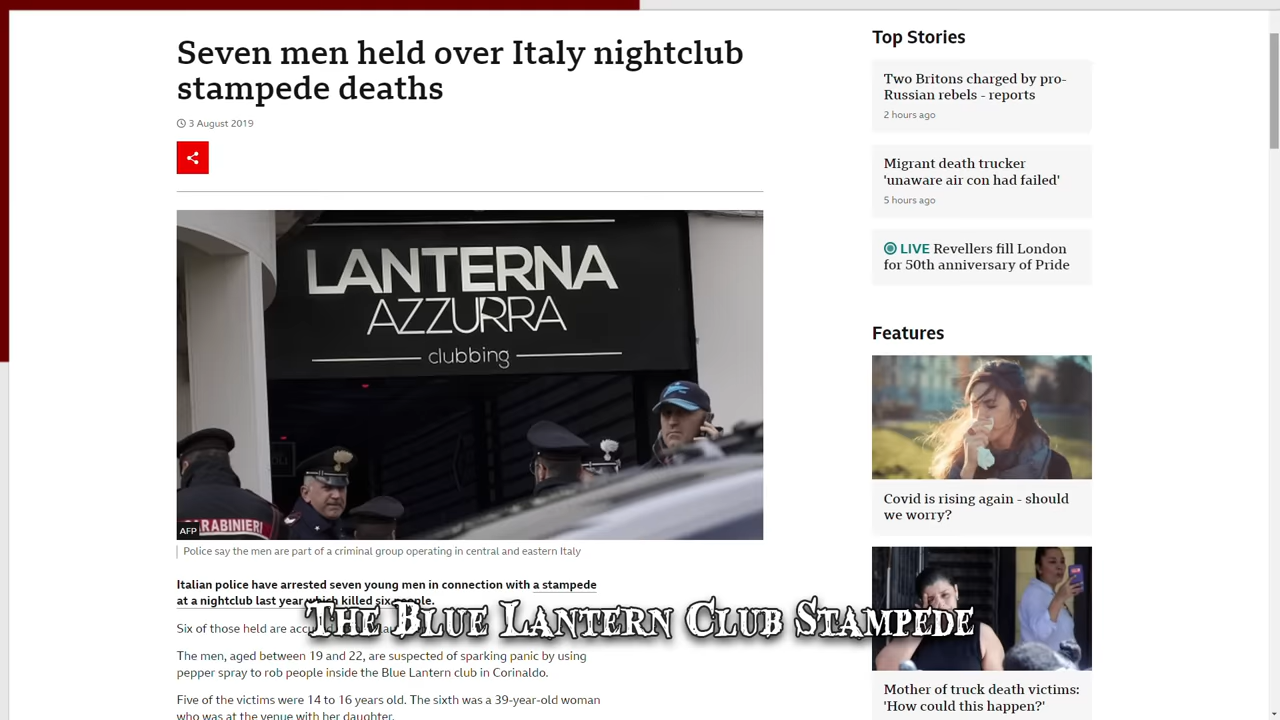 Seven men held over Italy nightclub
stampede deaths
3 August 2019
LANTERNA
AZZURRA
clubbing
CARABINIERI
AFP
Police say the men are part of a criminal group operating in central and eastern Italy
Italian police have arrested seven young men in connection with a stampede
at a nightclub last year which killed six people.
Six of those held are
The Blue Lantern Club Stampede
The men, aged between 19 and 22, are suspected of sparking panic by using
pepper spray to rob people inside the Blue Lantern club in Corinaldo.
Five of the victims were 14 to 16 years old. The sixth was a 39-year-old woman
who was at the venue with her daughter.
Top Stories
Two Britons charged by pro-
Russian rebels - reports
2 hours ago
Migrant death trucker
'unaware air con had failed'
5 hours ago
LIVE Revellers fill London
for 50th anniversary of Pride
Features
Covid is rising again - should
we worry?
Mother of truck death victims:
'How could this happen?'